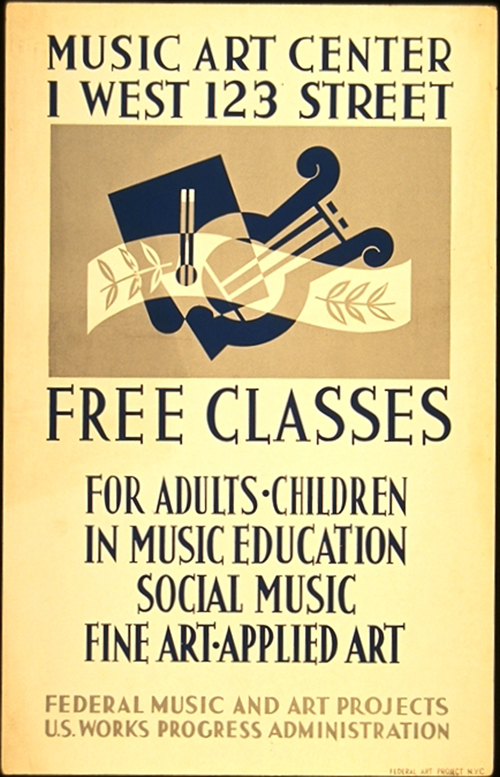 MUSIC ART CENTER
1 WEST 123 STREET
FREE CLASSES
FOR ADULTS·CHILDREN
IN MUSIC EDUCATION
SOCIAL MUSIC
FINE ART·APPLIED ART
FEDERAL MUSIC AND ART PROJECTS
U.S. WORKS PROGRESS ADMINISTRATION
FEDERAL ART PROJECT N.Y.C.